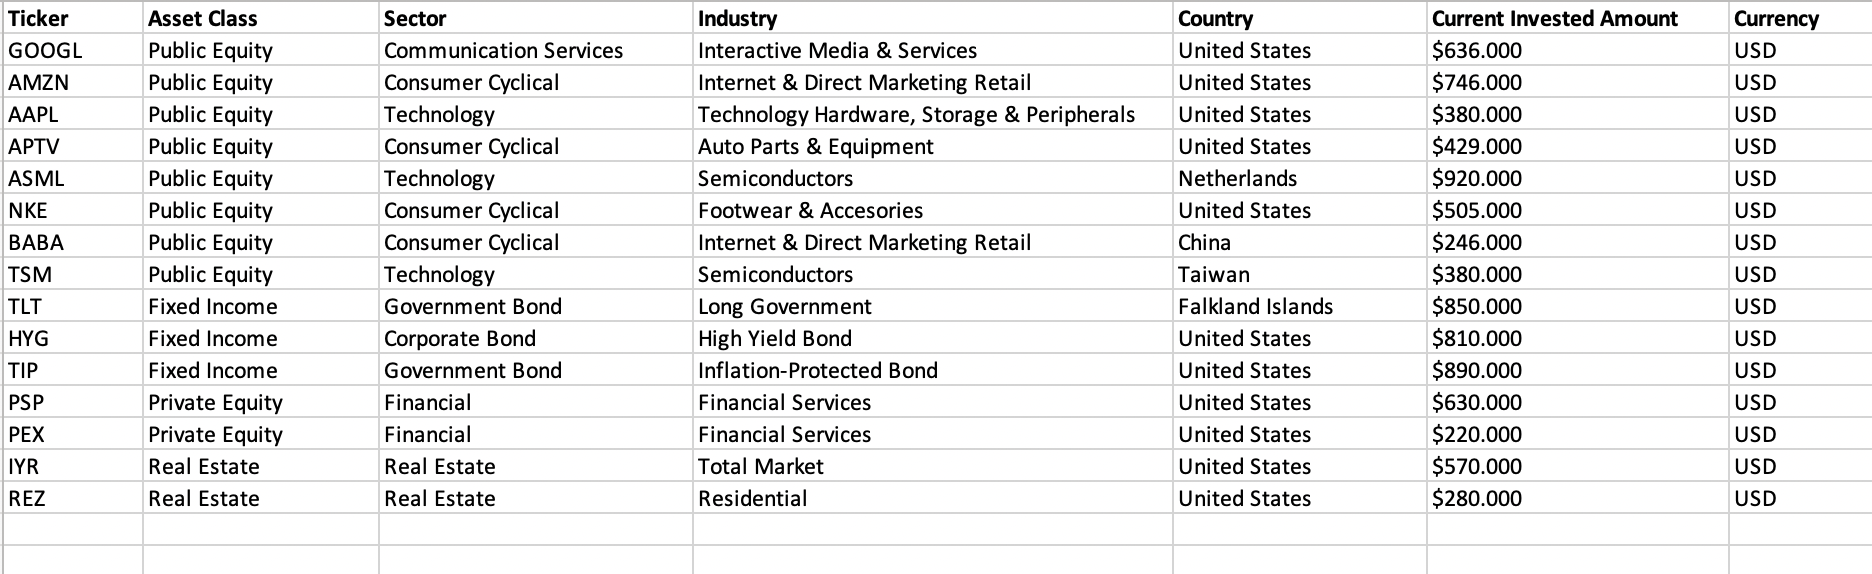 Ticker Asset Class Sector Industry Country Current Invested Amount Currency
GOOGL Public Equity Communication Services Interactive Media & Services United States $636.000 USD
AMZN Public Equity Consumer Cyclical Internet & Direct Marketing Retail United States $746.000 USD
AAPL Public Equity Technology Technology Hardware, Storage & Peripherals United States $380.000 USD
APTV Public Equity Consumer Cyclical Auto Parts & Equipment United States $429.000 USD
ASML Public Equity Technology Semiconductors Netherlands $920.000 USD
NKE Public Equity Consumer Cyclical Footwear & Accesories United States $505.000 USD
BABA Public Equity Consumer Cyclical Internet & Direct Marketing Retail China $246.000 USD
TSM Public Equity Technology Semiconductors Taiwan $380.000 USD
TLT Fixed Income Government Bond Long Government Falkland Islands $850.000 USD
HYG Fixed Income Corporate Bond High Yield Bond United States $810.000 USD
TIP Fixed Income Government Bond Inflation-Protected Bond United States $890.000 USD
PSP Private Equity Financial Financial Services United States $630.000 USD
PEX Private Equity Financial Financial Services United States $220.000 USD
IYR Real Estate Real Estate Total Market United States $570.000 USD
REZ Real Estate Real Estate Residential United States $280.000 USD